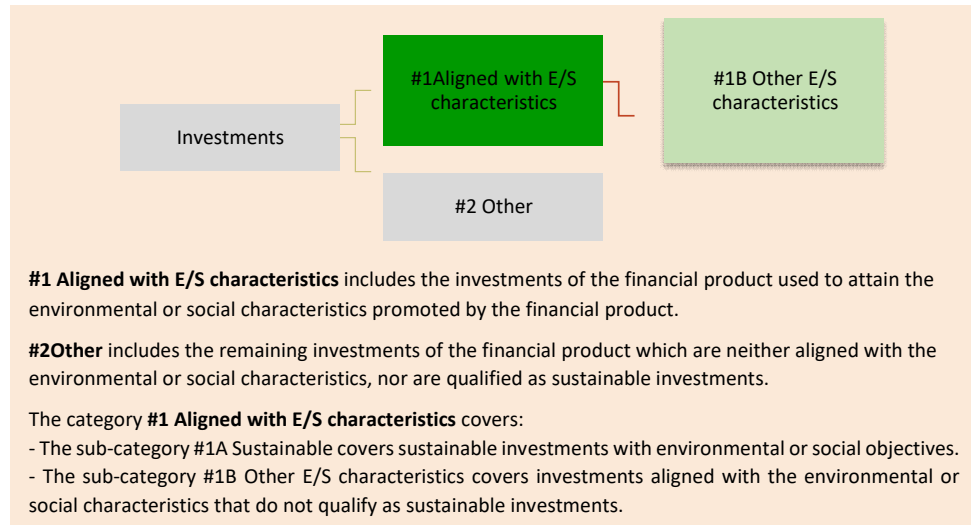 #1Aligned with E/S
characteristics
#1B Other E/S
characteristics
Investments
#2 Other
#1 Aligned with E/S characteristics includes the investments of the financial product used to attain the
environmental or social characteristics promoted by the financial product.
#2Other includes the remaining investments of the financial product which are neither aligned with the
environmental or social characteristics, nor are qualified as sustainable investments.
The category #1 Aligned with E/S characteristics covers:
- The sub-category #1A Sustainable covers sustainable investments with environmental or social objectives.
- The sub-category #1B Other E/S characteristics covers investments aligned with the environmental or
social characteristics that do not qualify as sustainable investments.